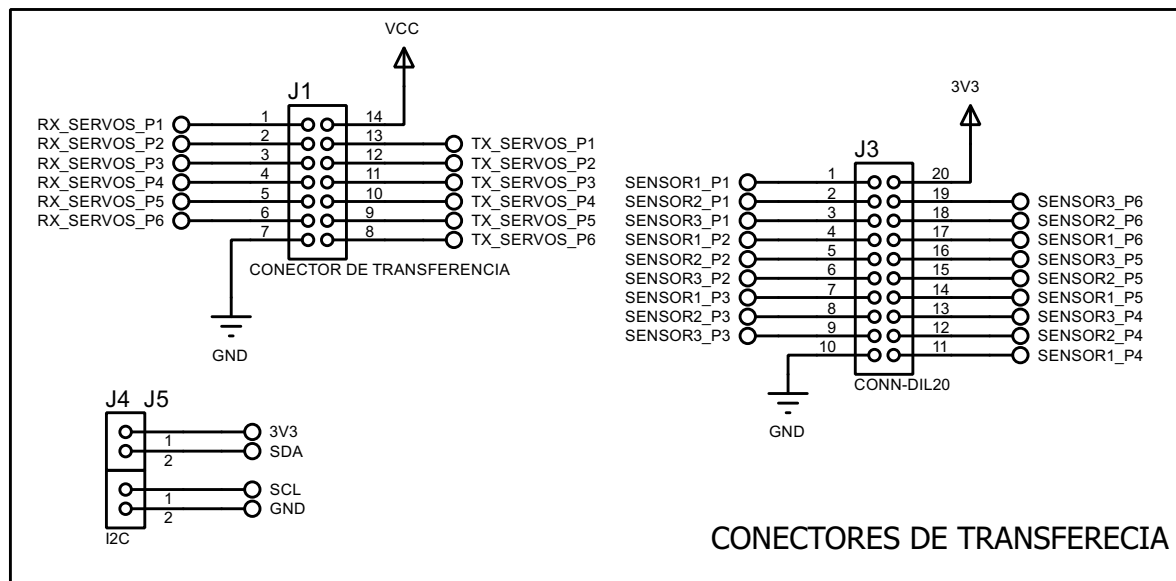 VCC
J1
RX_SERVOS_P1 1 14
RX_SERVOS_P2 2 13 TX_SERVOS_P1
RX_SERVOS_P3 3 12 TX_SERVOS_P2
RX_SERVOS_P4 4 11 TX_SERVOS_P3
RX_SERVOS_P5 5 10 TX_SERVOS_P4
RX_SERVOS_P6 6 9 TX_SERVOS_P5
7 8 TX_SERVOS_P6
CONECTOR DE TRANSFERENCIA
GND
3V3
J3
SENSOR1_P1 1 20
SENSOR2_P1 2 19 SENSOR3_P6
SENSOR3_P1 3 18 SENSOR2_P6
SENSOR1_P2 4 17 SENSOR1_P6
SENSOR2_P2 5 16 SENSOR3_P5
SENSOR3_P2 6 15 SENSOR2_P5
SENSOR1_P3 7 14 SENSOR1_P5
SENSOR2_P3 8 13 SENSOR3_P4
SENSOR3_P3 9 12 SENSOR2_P4
10 11 SENSOR1_P4
CONN-DIL20
GND
J4 J5
1 3V3
2 SDA
1 SCL
2 GND
I2C
CONECTORES DE TRANSFERECIA